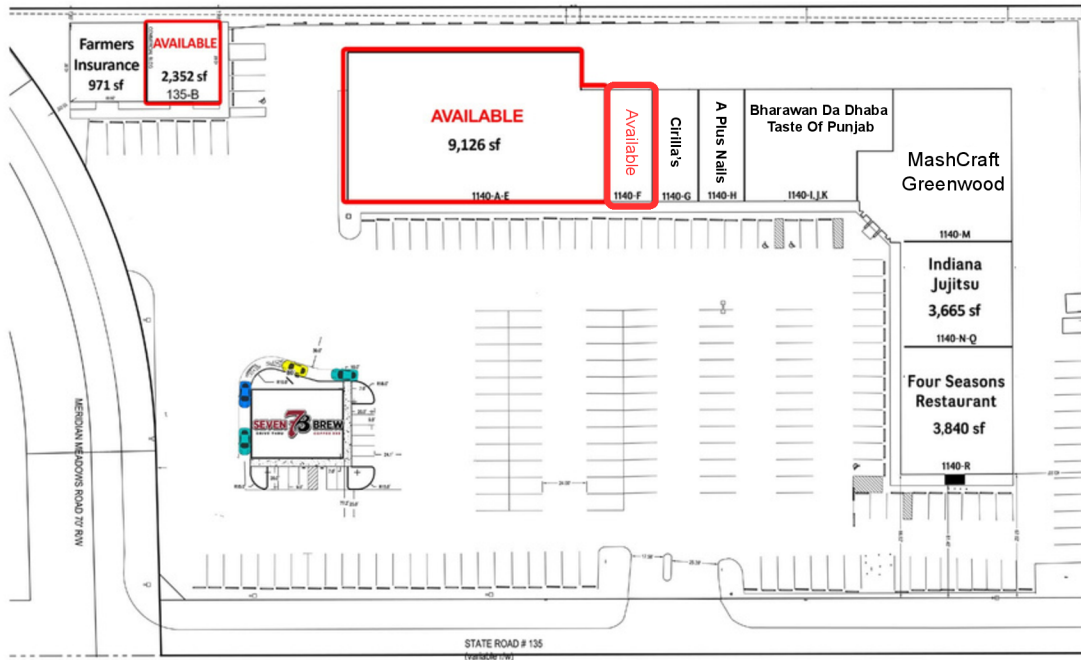 Farmers
Insurance
971 sf
AVAILABLE
2,352 sf
135-B
AVAILABLE
9,126 sf
1140-A-E
Available
1140-F
Cirilla's
1140-G
A Plus Nails
1140-H
Bharawan Da Dhaba
Taste Of Punjab
1140-I,J,K
MashCraft
Greenwood
1140-M
Indiana
Jujitsu
3,665 sf
1140-N-Q
Four Seasons
Restaurant
3,840 sf
1140-R
SEVEN 7B BREW
MERIDIAN MEADOWS ROAD 70' R/W
STATE ROAD # 135
(variable r/w)